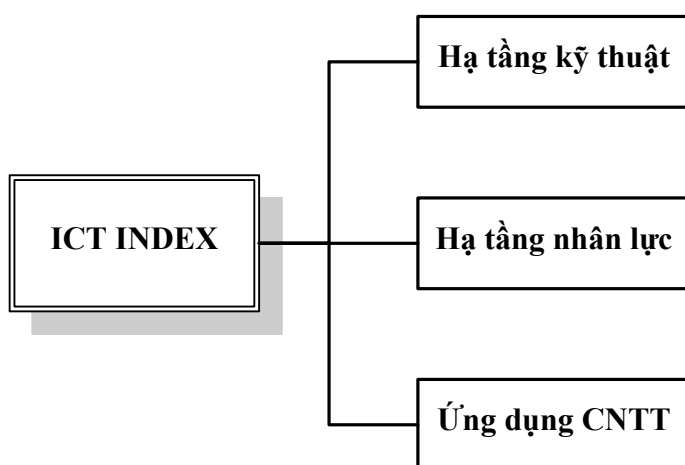 Hạ tầng kỹ thuật
ICT INDEX
Hạ tầng nhân lực
Ứng dụng CNTT